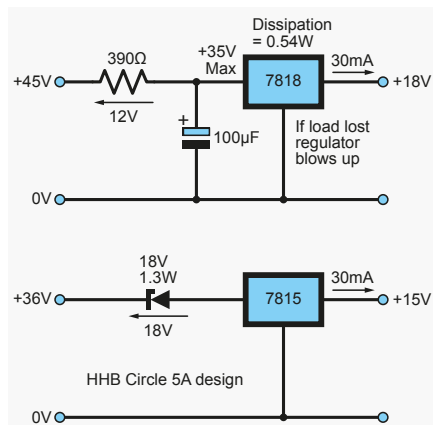 Dissipation
= 0.54W
390Ω
+35V
Max
30mA
+45V
7818
+18V
12V
+
100µF
If load lost
regulator
blows up
0V
18V
1.3W
30mA
+36V
7815
+15V
18V
HHB Circle 5A design
0V